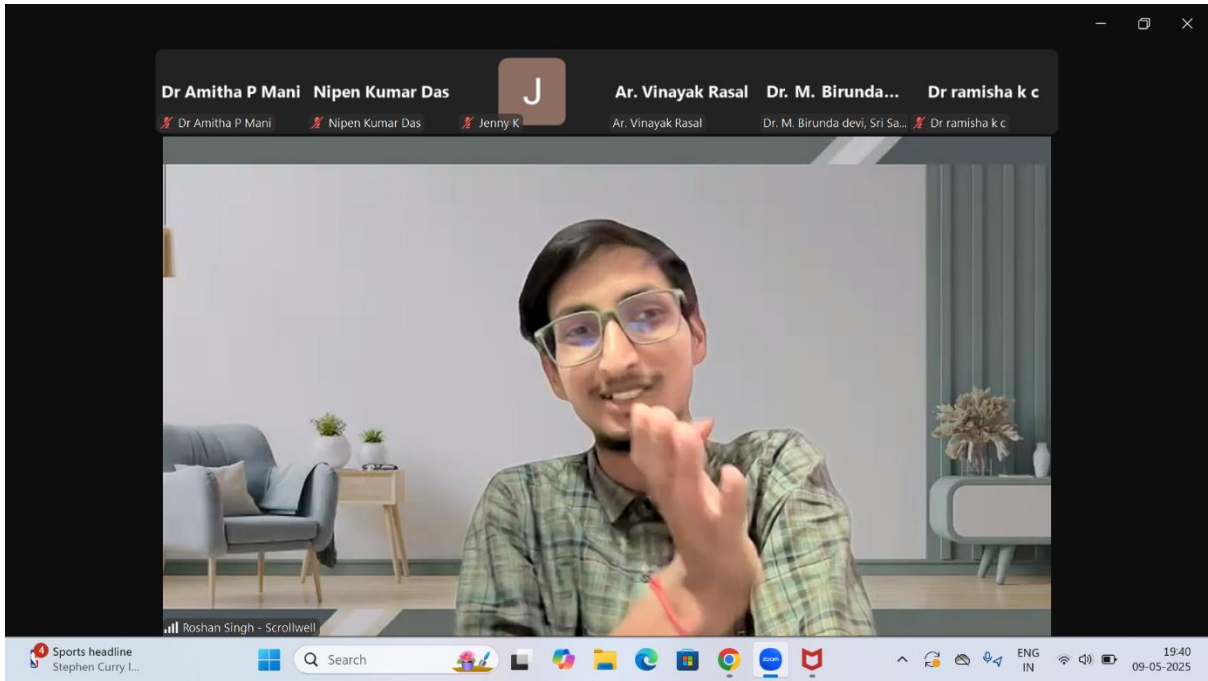 Dr Amitha P Mani
Nipen Kumar Das
J
Ar. Vinayak Rasal
Dr. M. Birunda...
Dr ramisha k c
Dr Amitha P Mani
Nipen Kumar Das
Jenny K
Ar. Vinayak Rasal
Dr. M. Birunda devi, Sri Sa...
Dr ramisha k c
Roshan Singh - Scrollwell
4
Sports headline
Stephen Curry I...
Search
zoom
ENG
IN
19:40
09-05-2025